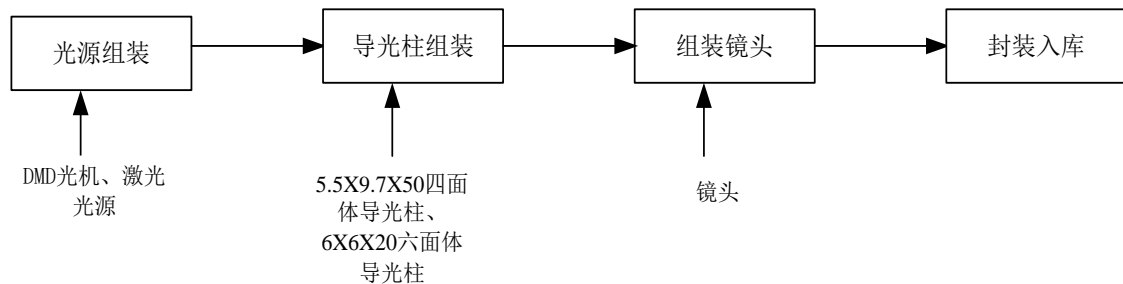 光源组装
导光柱组装
组装镜头
封装入库
DMD光机、激光
光源
5.5X9.7X50四面
体导光柱、
6X6X20六面体
导光柱
镜头